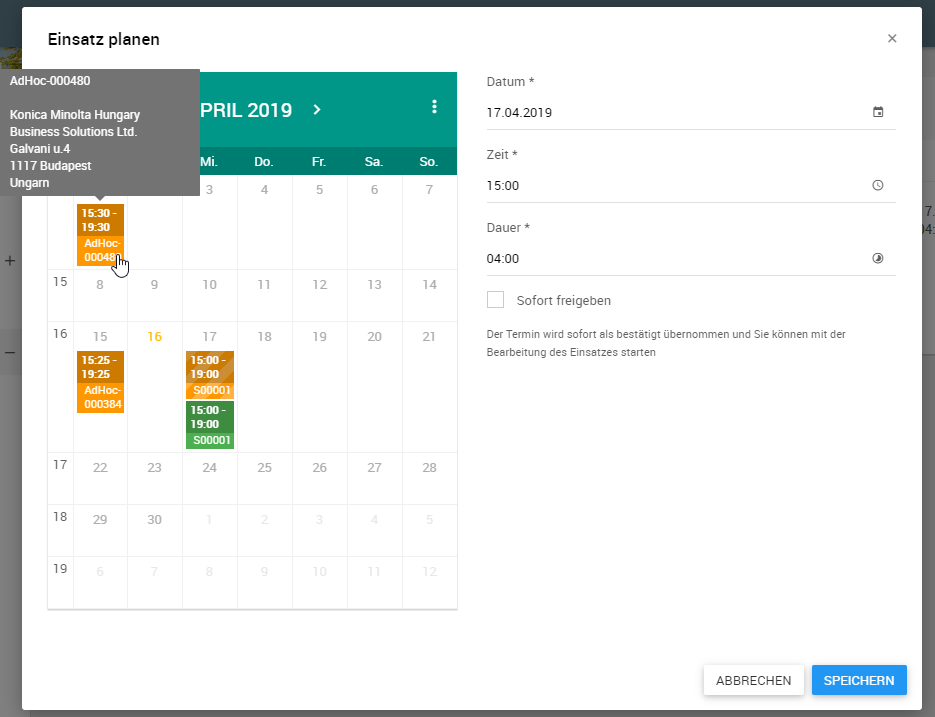 Einsatz planen
AdHoc-000480
Konica Minolta Hungary
Business Solutions Ltd.
Galvani u.4
1117 Budapest
Ungarn
PRIL 2019
Mi. Do. Fr. Sa. So.
3 4 5 6 7
15:30 -
19:30
AdHoc-
000480
15 8 9 10 11 12 13 14
16 15 16 17 18 19 20 21
15:25 -
19:25
AdHoc-
000384
15:00 -
19:00
S00001
15:00 -
19:00
S00001
17 22 23 24 25 26 27 28
18 29 30 1 2 3 4 5
19 6 7 8 9 10 11 12
Datum *
17.04.2019
Zeit *
15:00
Dauer *
04:00
Sofort freigeben
Der Termin wird sofort als bestätigt übernommen und Sie können mit der
Bearbeitung des Einsatzes starten
ABBRECHEN SPEICHERN